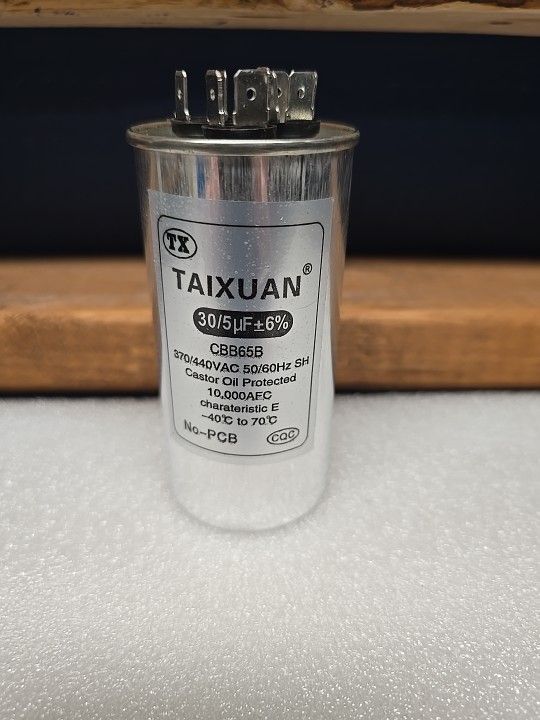 TX
TAIXUAN®
30/5µF±6%
CBB65B
370/440VAC 50/60Hz SH
Castor Oil Protected
10,000AFC
charateristic E
-40℃ to 70℃
No-PCB
CQC